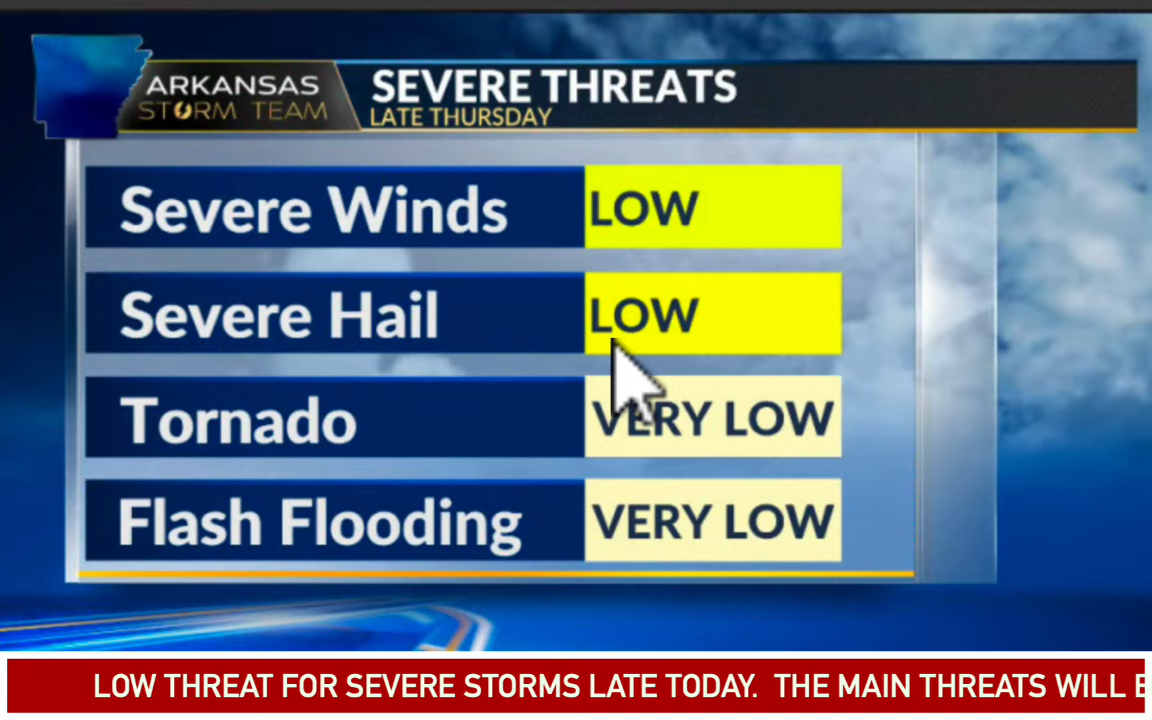 ARKANSAS
STORM TEAM
SEVERE THREATS
LATE THURSDAY
Severe Winds LOW
Severe Hail LOW
Tornado VERY LOW
Flash Flooding VERY LOW
LOW THREAT FOR SEVERE STORMS LATE TODAY. THE MAIN THREATS WILL